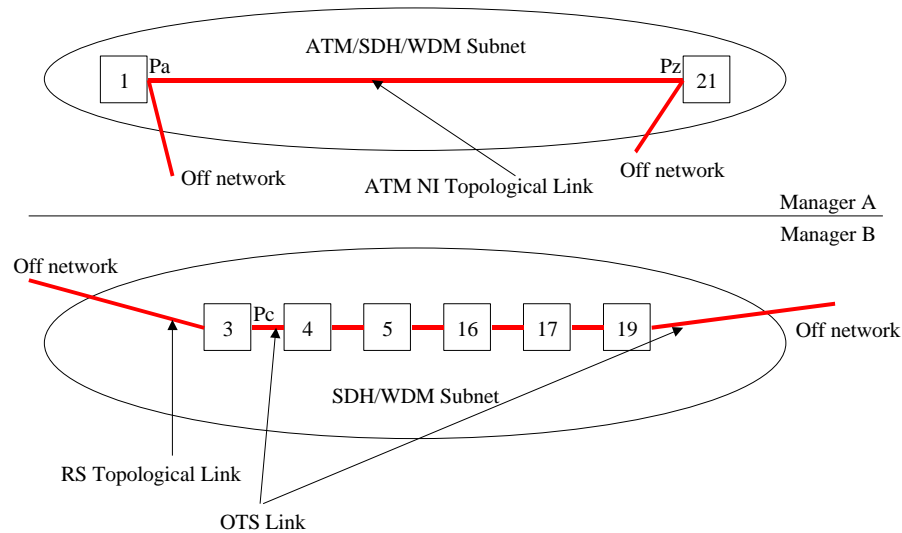 ATM/SDH/WDM Subnet
1
Pa
Pz
21
Off network
ATM NI Topological Link
Off network
Manager A
Manager B
Off network
3
Pc
4
5
16
17
19
Off network
SDH/WDM Subnet
RS Topological Link
OTS Link